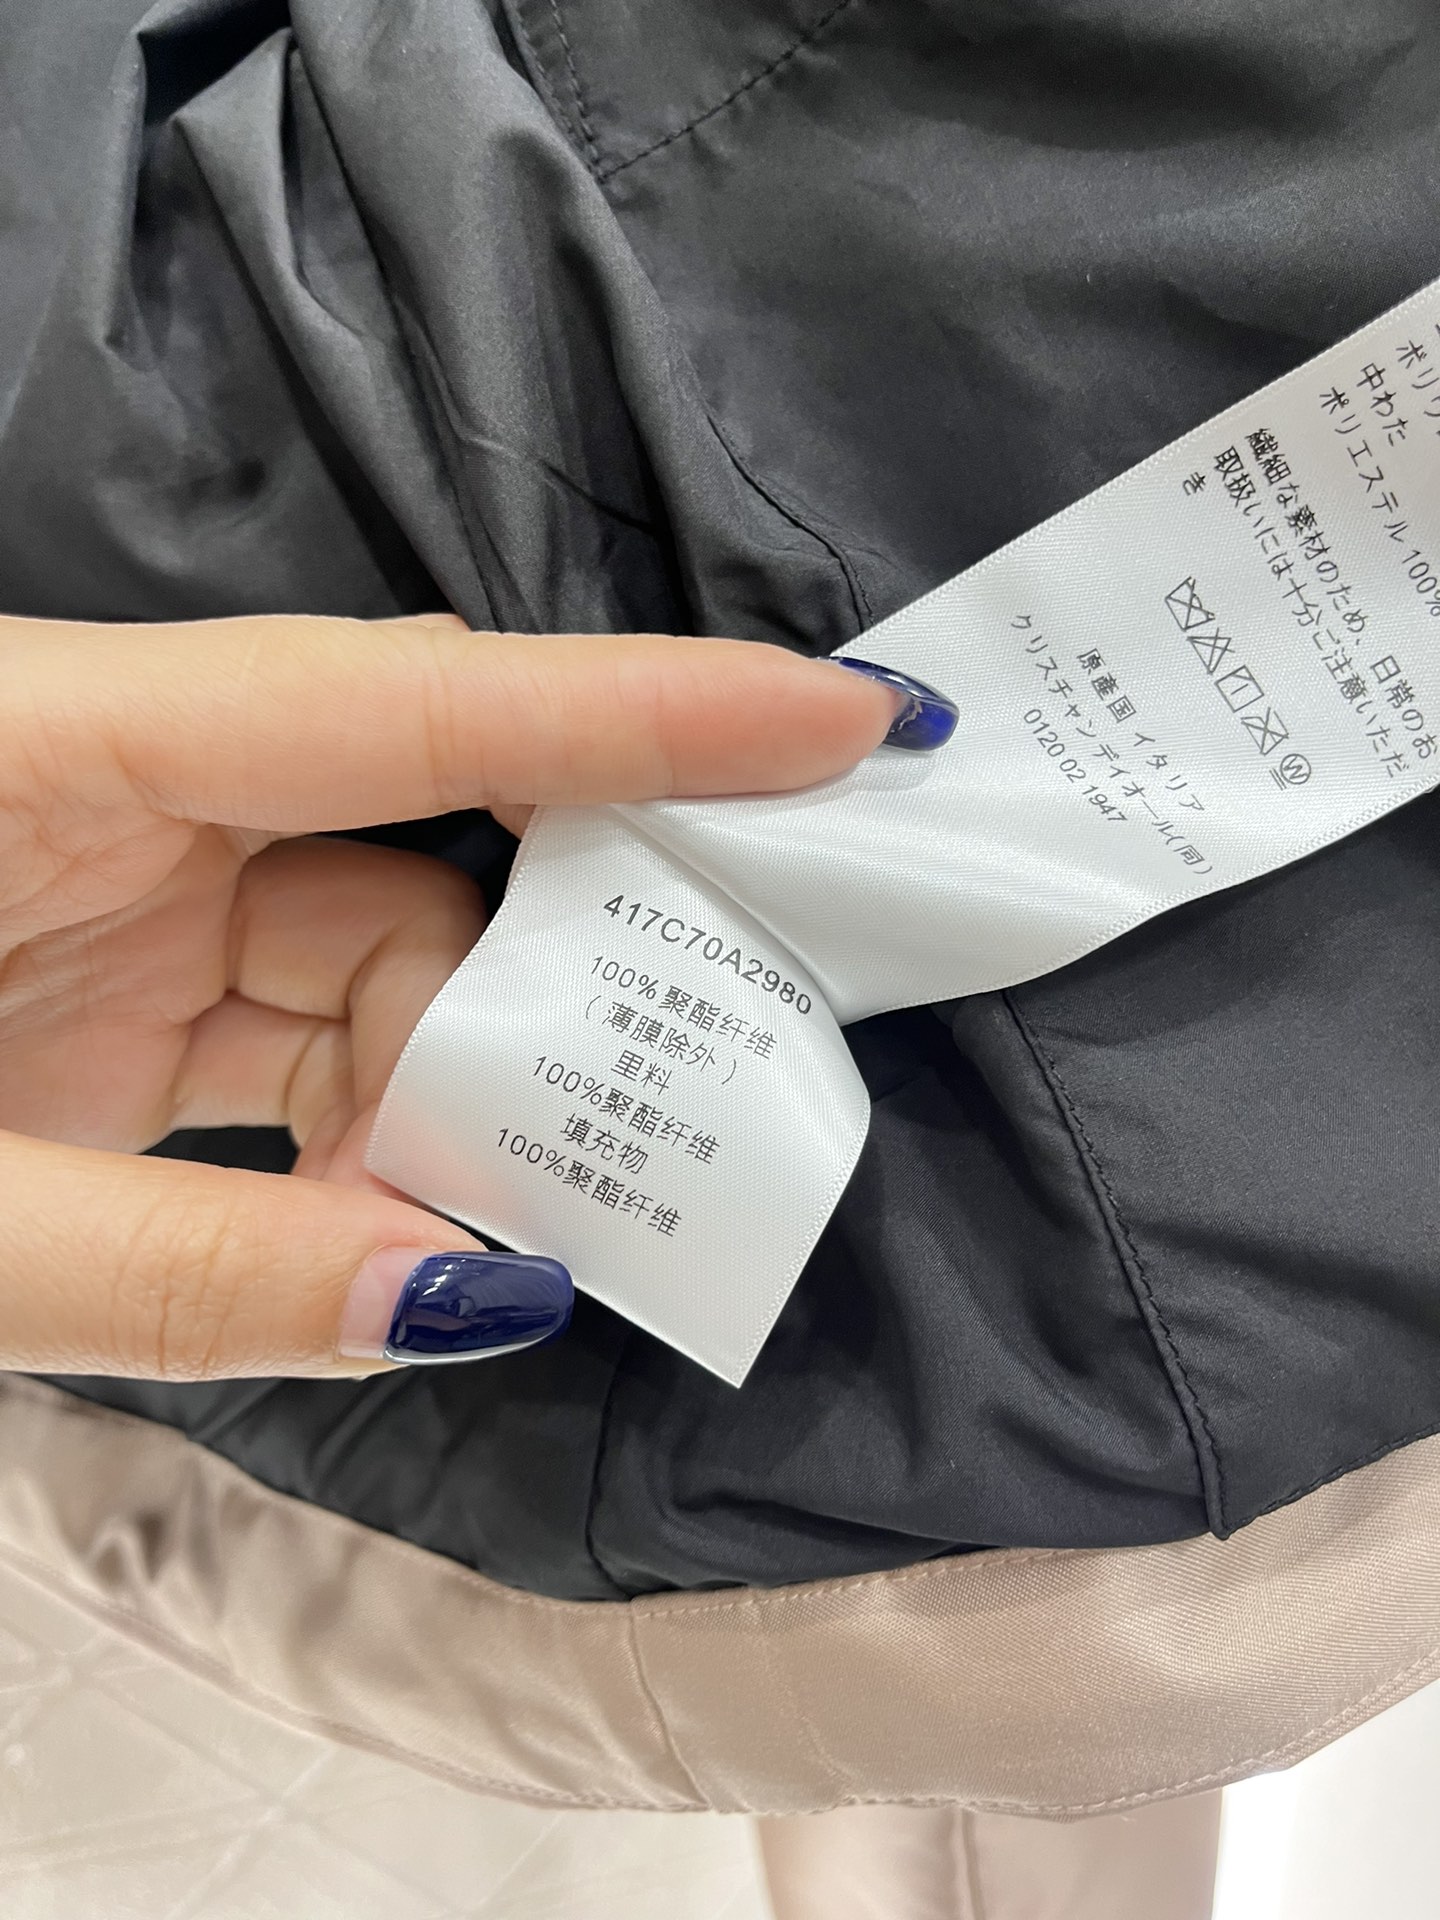 ポリウ
中わた
ポリエステル 100%
繊細な素材のため、日常のお
取扱いには十分ご注意いただ
き
W
原産国 イタリア
クリスチャンディオール(同)
0120 02 1947
417C70A2980
100%聚酯纤维
(薄膜除外)
里料
100%聚酯纤维
填充物
100%聚酯纤维